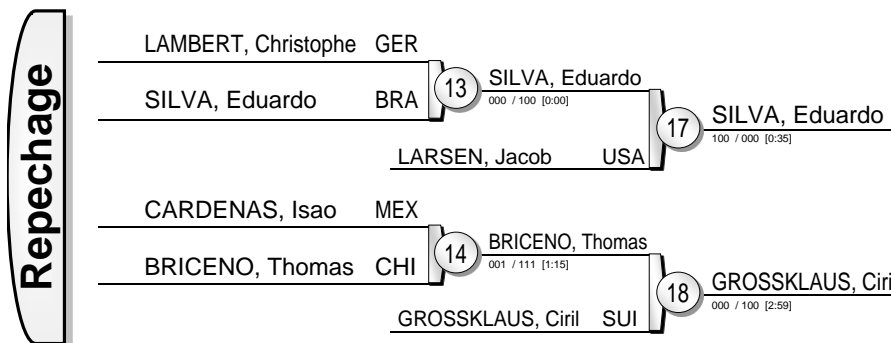 Repechage
LAMBERT, Christophe GER
SILVA, Eduardo BRA
13
SILVA, Eduardo
000 / 100 [0:00]
LARSEN, Jacob USA
17
SILVA, Eduardo
100 / 000 [0:35]
CARDENAS, Isao MEX
BRICENO, Thomas CHI
14
BRICENO, Thomas
001 / 111 [1:15]
GROSSKLAUS, Ciril SUI
18
GROSSKLAUS, Ciri
000 / 100 [2:59]